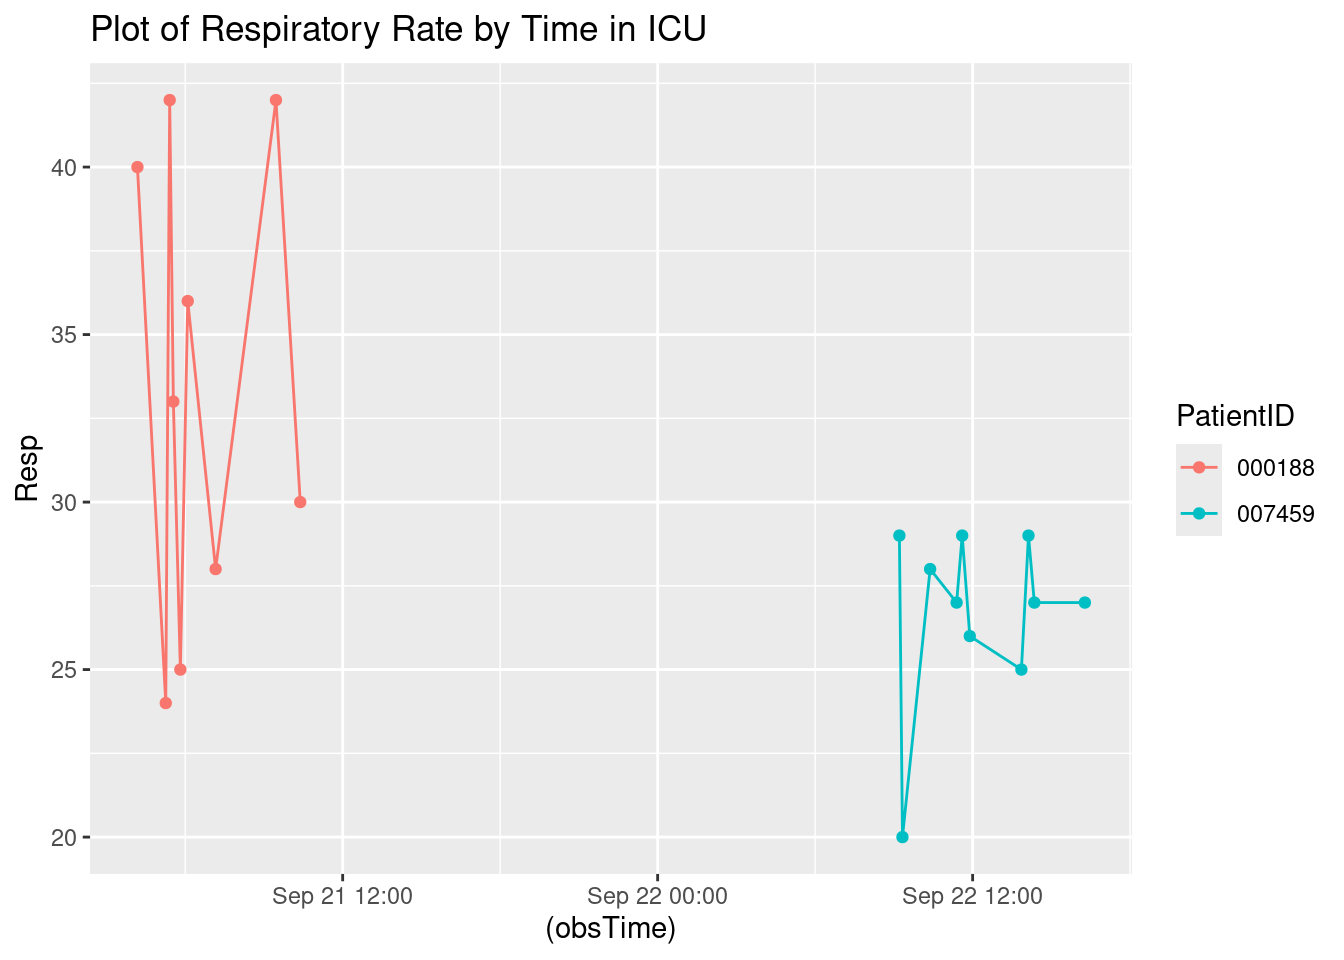 Plot of Respiratory Rate by Time in ICU
40
35
30
25
20
Resp
Sep 21 12:00
Sep 22 00:00
Sep 22 12:00
(obsTime)
PatientID
000188
007459